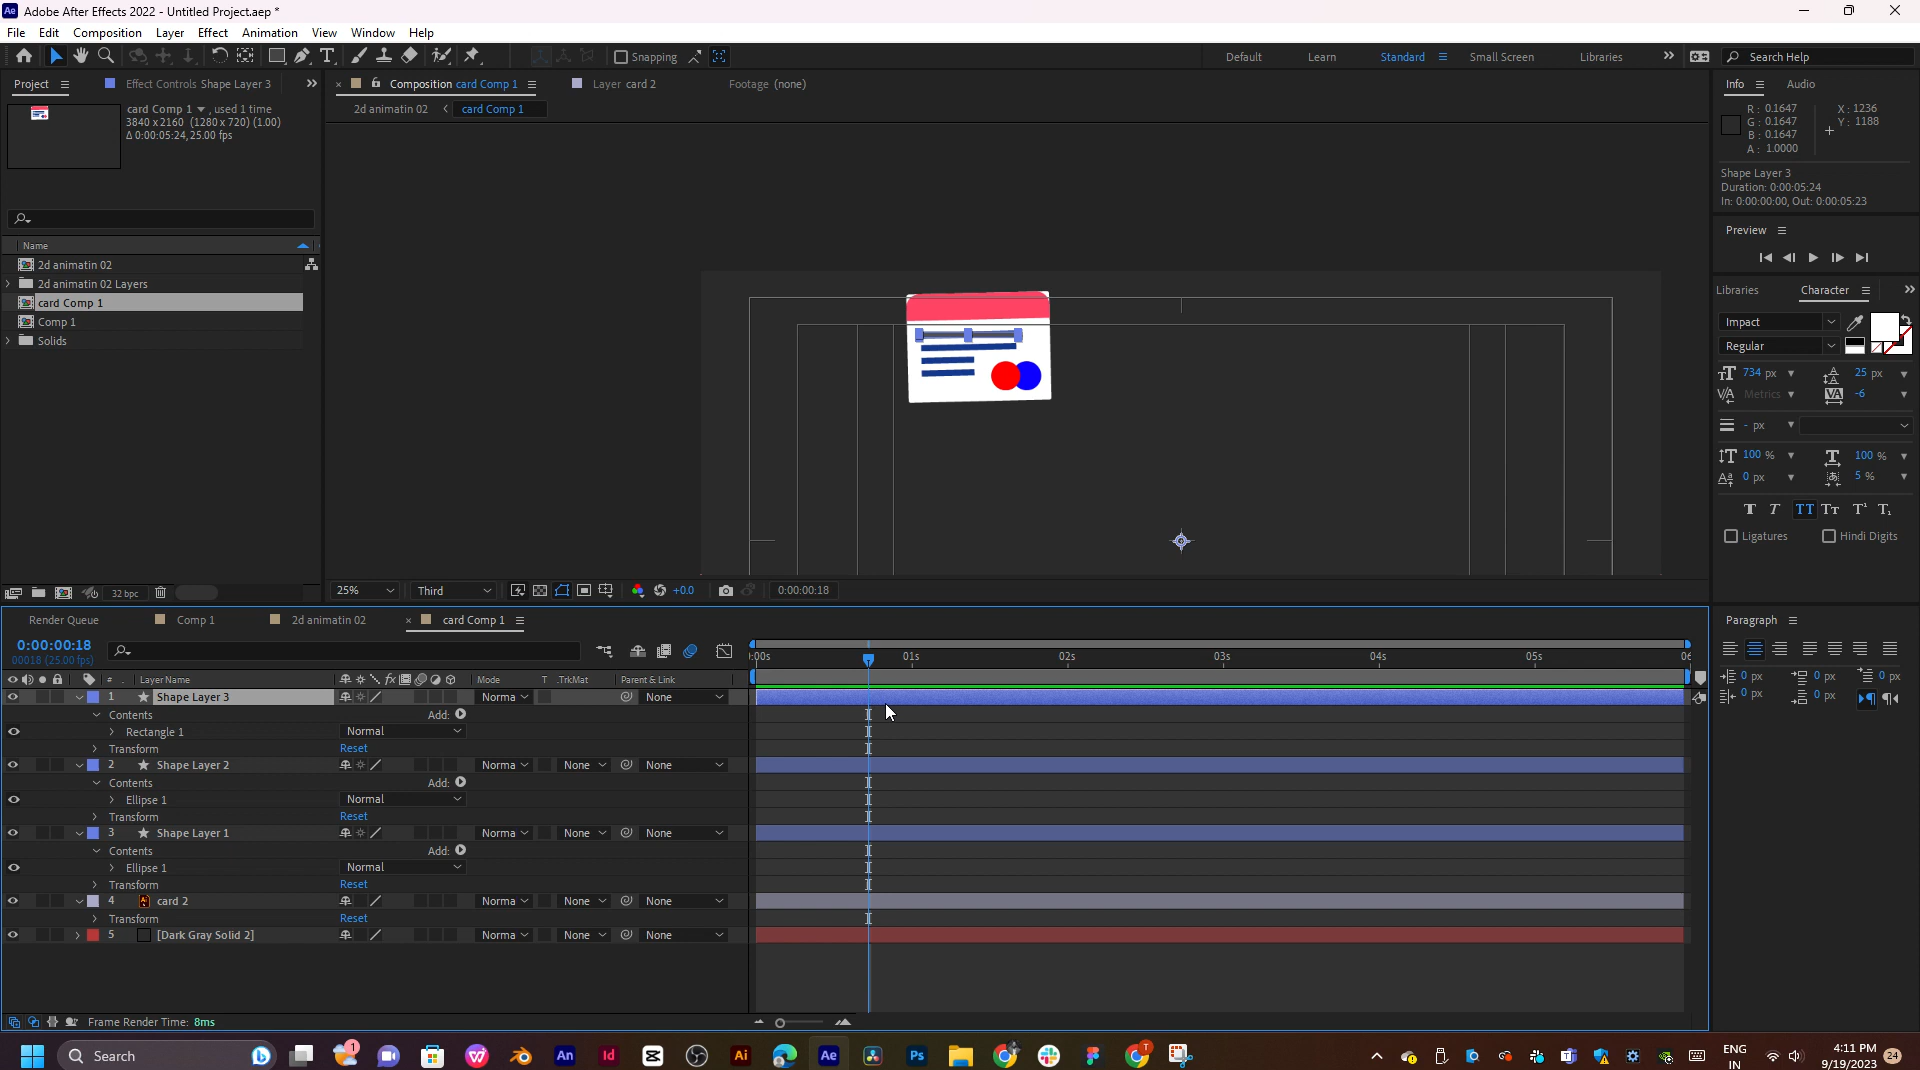 Adobe After Effects 2022 - Untitled Project.aep *
File Edit Composition Layer Effect Animation View Window Help
Snapping Default Learn Standard Small Screen Libraries Search Help
Project Effect Controls Shape Layer 3 Composition card Comp 1 Layer card 2 Footage (none) Info Audio
card Comp 1 , used 1 time
3840 x 2160 (1280 x 720) (1.00)
Δ 0:00:05:24, 25.00 fps
2d animatin 02 card Comp 1
R: 0.1647 X: 1236
G: 0.1647 Y: 1188
B: 0.1647
A: 1.0000
Shape Layer 3
Duration: 0:00:05:24
In: 0:00:00:00, Out: 0:00:05:23
Preview
Name
2d animatin 02
2d animatin 02 Layers
card Comp 1
Comp 1
Solids
Libraries Character
Impact
Regular
734 px 25 px
Metrics -6
- px
100 % 100 %
0 px 5 %
T T TT Tt T¹ T₁
Ligatures Hindi Digits
32 bpc 25% Third +0.0 0:00:00:18
Render Queue Comp 1 2d animatin 02 card Comp 1
0:00:00:18
00018 (25.00 fps)
:00s 01s 02s 03s 04s 05s 06
# Layer Name Mode T .TrkMat Parent & Link
1 Shape Layer 3 Norma None
Contents Add:
Rectangle 1 Normal
Transform Reset
2 Shape Layer 2 Norma None None
Contents Add:
Ellipse 1 Normal
Transform Reset
3 Shape Layer 1 Norma None None
Contents Add:
Ellipse 1 Normal
Transform Reset
4 card 2 Norma None None
Transform Reset
5 [Dark Gray Solid 2] Norma None None
Frame Render Time: 8ms
Paragraph
0 px 0 px 0 px
0 px 0 px
Search
ENG
IN
4:11 PM
9/19/2023
24